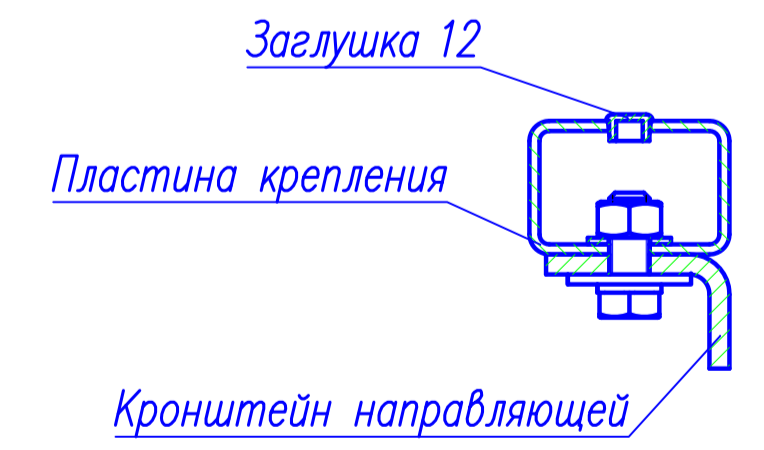 Заглушка 12
Пластина крепления
Кронштейн направляющей